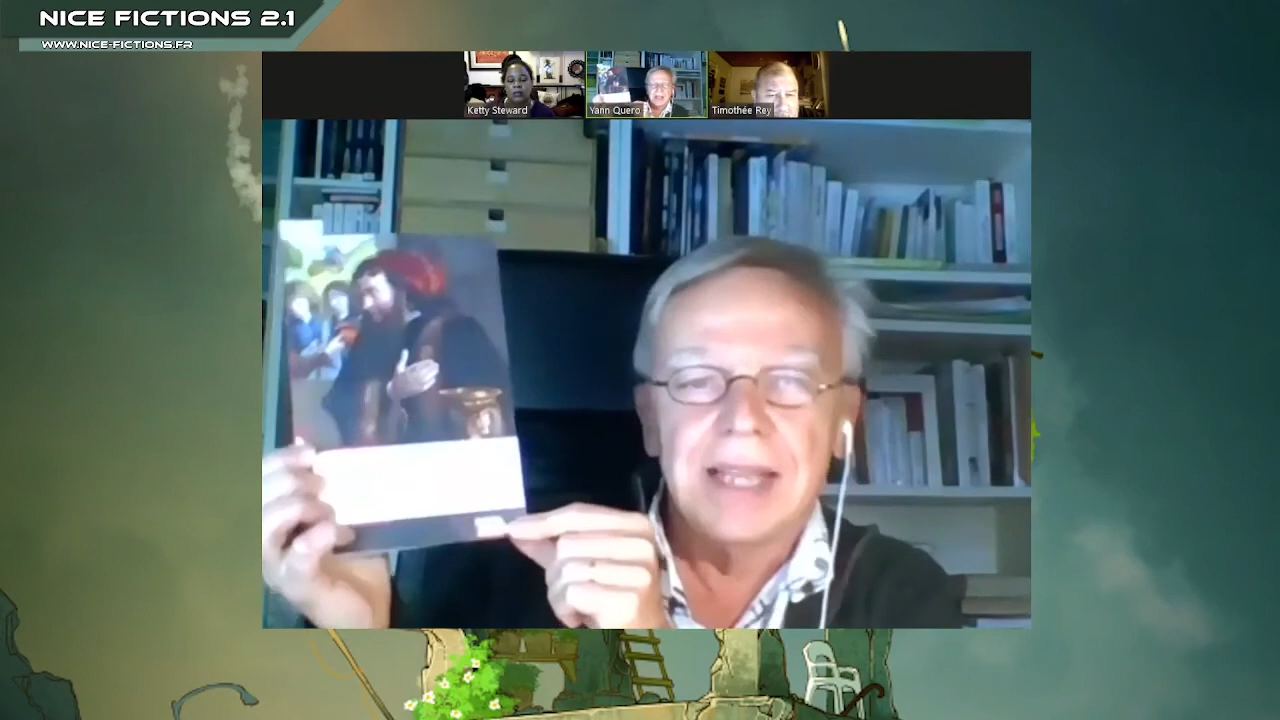 NICE FICTIONS 2.1
WWW.NICE-FICTIONS.FR
Ketty Steward
Yann Quero
Timothée Rey